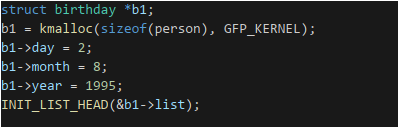 struct birthday *b1;
b1 = kmalloc(sizeof(person), GFP_KERNEL);
b1->day = 2;
b1->month = 8;
b1->year = 1995;
INIT_LIST_HEAD(&b1->list);